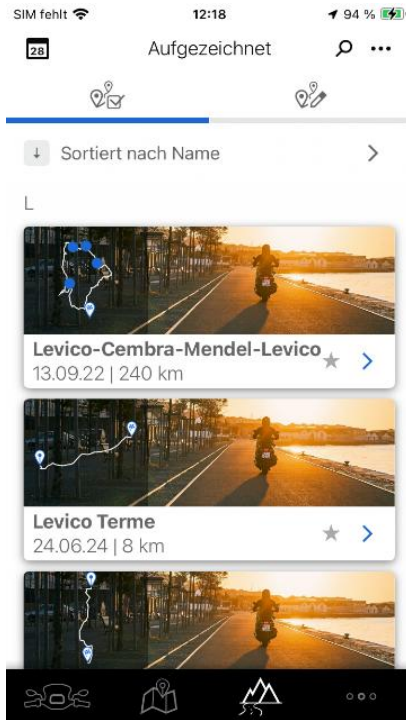 SIM fehlt 12:18 94 %
28 Aufgezeichnet
↓ Sortiert nach Name
L
Levico-Cembra-Mendel-Levico
13.09.22 | 240 km
Levico Terme
24.06.24 | 8 km